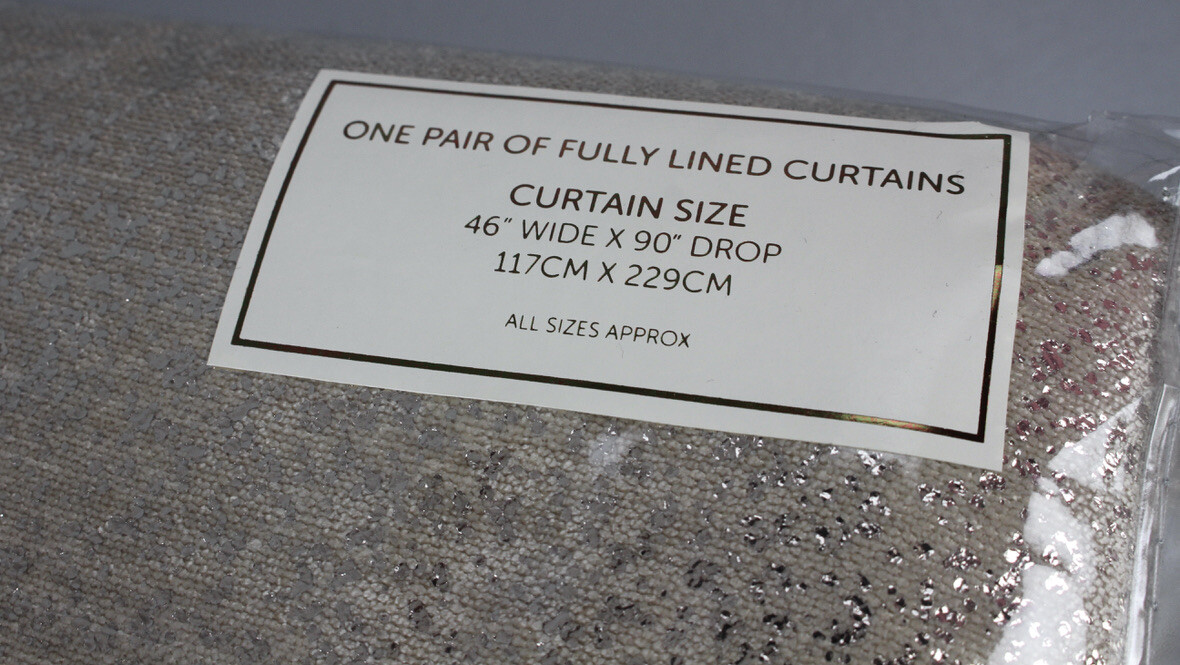 ONE PAIR OF FULLY LINED CURTAINS
CURTAIN SIZE
46" WIDE X 90" DROP
117CM X 229CM
ALL SIZES APPROX